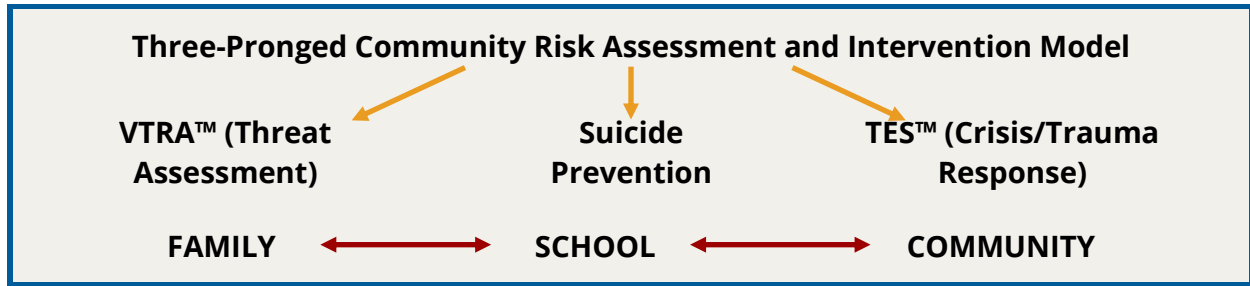 Three-Pronged Community Risk Assessment and Intervention Model
VTRA™ (Threat
Assessment)
Suicide
Prevention
TES™ (Crisis/Trauma
Response)
FAMILY
SCHOOL
COMMUNITY